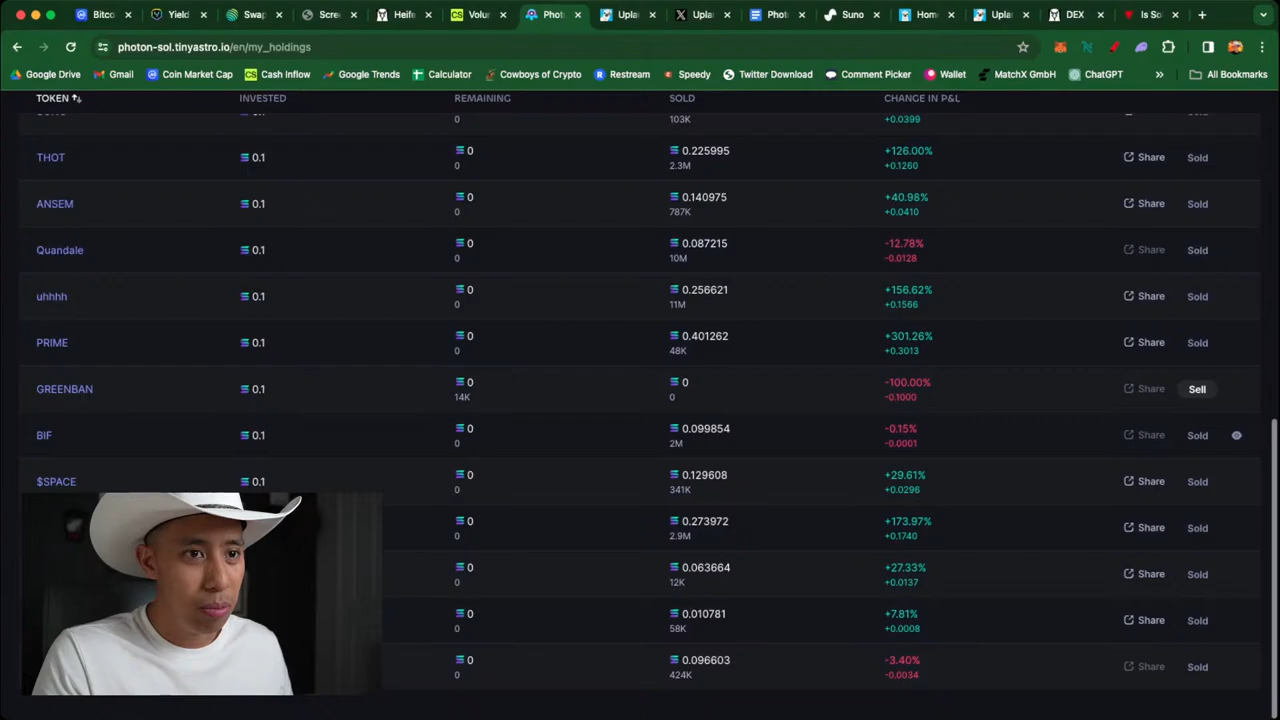 Bitco Yield Swap Scree Heife Volun Photo Uplan Uplan Photo Suno Home Uplan DEX Is So
photon-sol.tinyastro.io/en/my_holdings
Google Drive Gmail Coin Market Cap Cash Inflow Google Trends Calculator Cowboys of Crypto Restream Speedy Twitter Download Comment Picker Wallet MatchX GmbH ChatGPT » All Bookmarks
TOKEN INVESTED REMAINING SOLD CHANGE IN P&L
0 103K +0.0399
THOT 0.1 0 0.225995 +126.00% Share Sold
0 2.3M +0.1260
ANSEM 0.1 0 0.140975 +40.98% Share Sold
0 787K +0.0410
Quandale 0.1 0 0.087215 -12.78% Share Sold
0 10M -0.0128
uhhhh 0.1 0 0.256621 +156.62% Share Sold
0 11M +0.1566
PRIME 0.1 0 0.401262 +301.26% Share Sold
0 48K +0.3013
GREENBAN 0.1 0 0 -100.00% Share Sell
14K 0 -0.1000
BIF 0.1 0 0.099854 -0.15% Share Sold
0 2M -0.0001
$SPACE 0.1 0 0.129608 +29.61% Share Sold
0 341K +0.0296
0 0.273972 +173.97% Share Sold
0 2.9M +0.1740
0 0.063664 +27.33% Share Sold
0 12K +0.0137
0 0.010781 +7.81% Share Sold
0 58K +0.0008
0 0.096603 -3.40% Share Sold
0 424K -0.0034